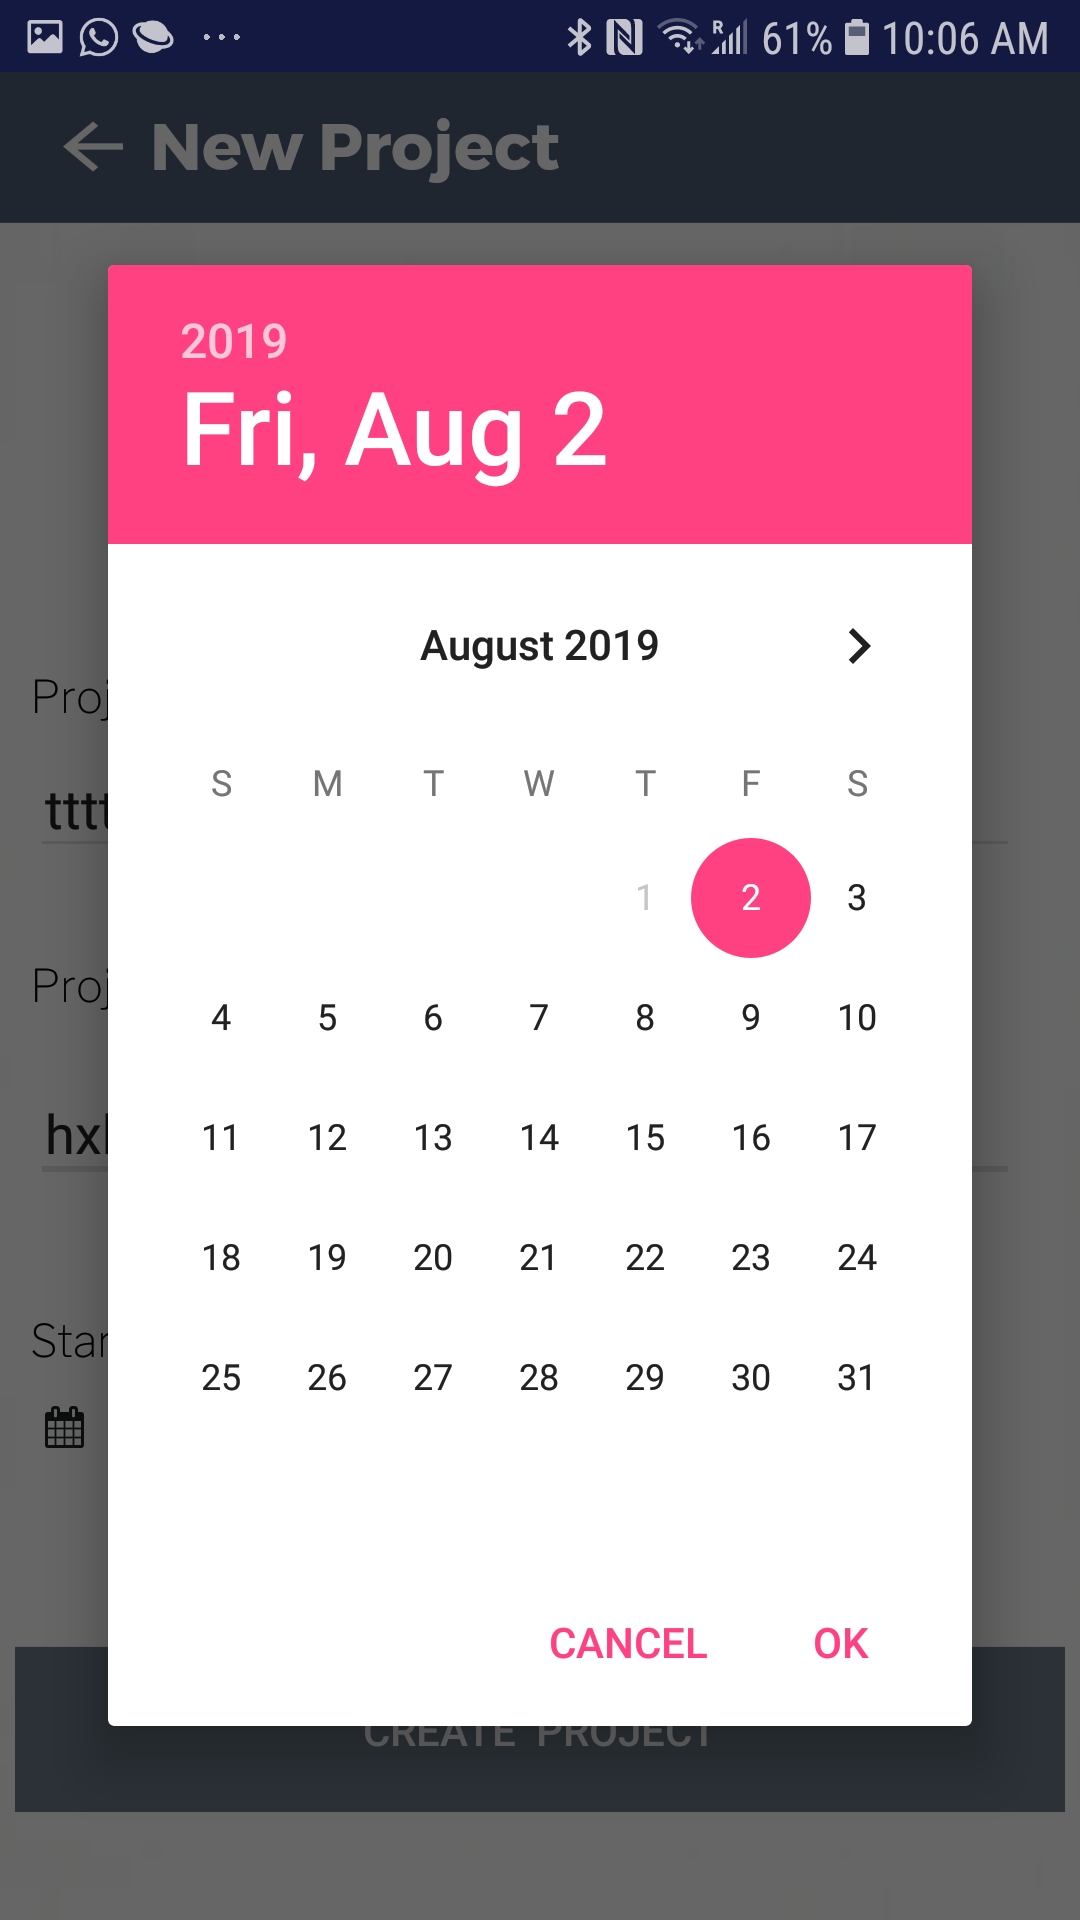 R 61% 10:06 AM
New Project
2019
Fri, Aug 2
August 2019
S M T W T F S
1 2 3
4 5 6 7 8 9 10
11 12 13 14 15 16 17
18 19 20 21 22 23 24
25 26 27 28 29 30 31
CANCEL OK
CREATE PROJECT